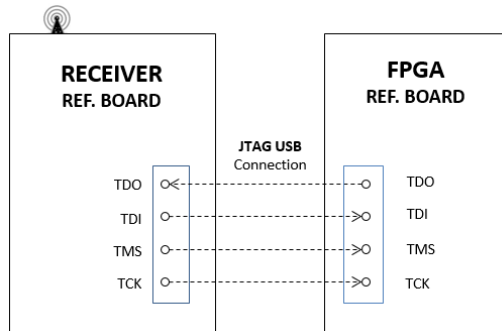 RECEIVER
REF. BOARD
FPGA
REF. BOARD
JTAG USB
Connection
TDO
TDI
TMS
TCK
TDO
TDI
TMS
TCK